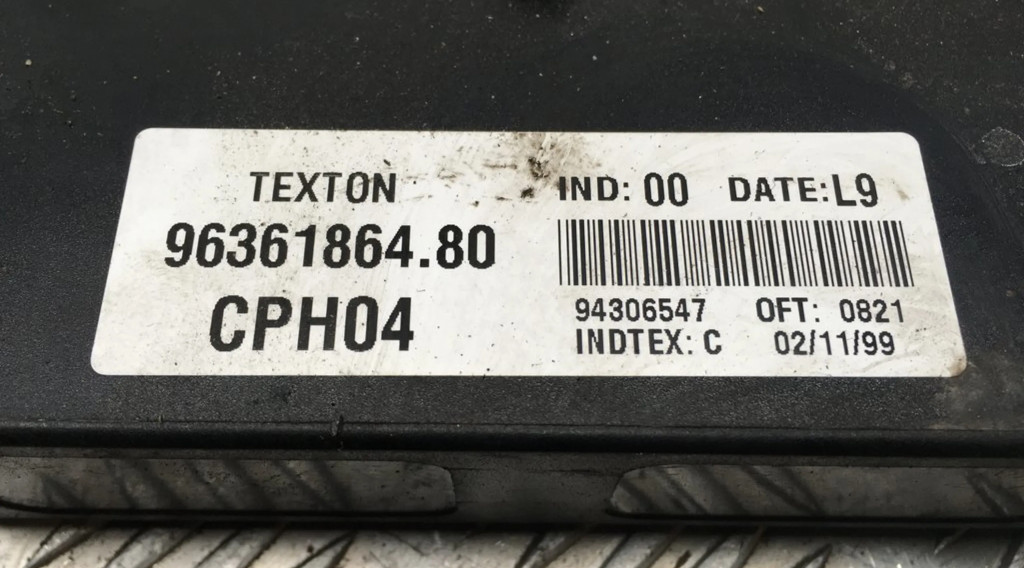 TEXTON
96361864.80
CPH04
IND: 00 DATE:L9
94306547 OFT: 0821
INDTEX: C 02/11/99